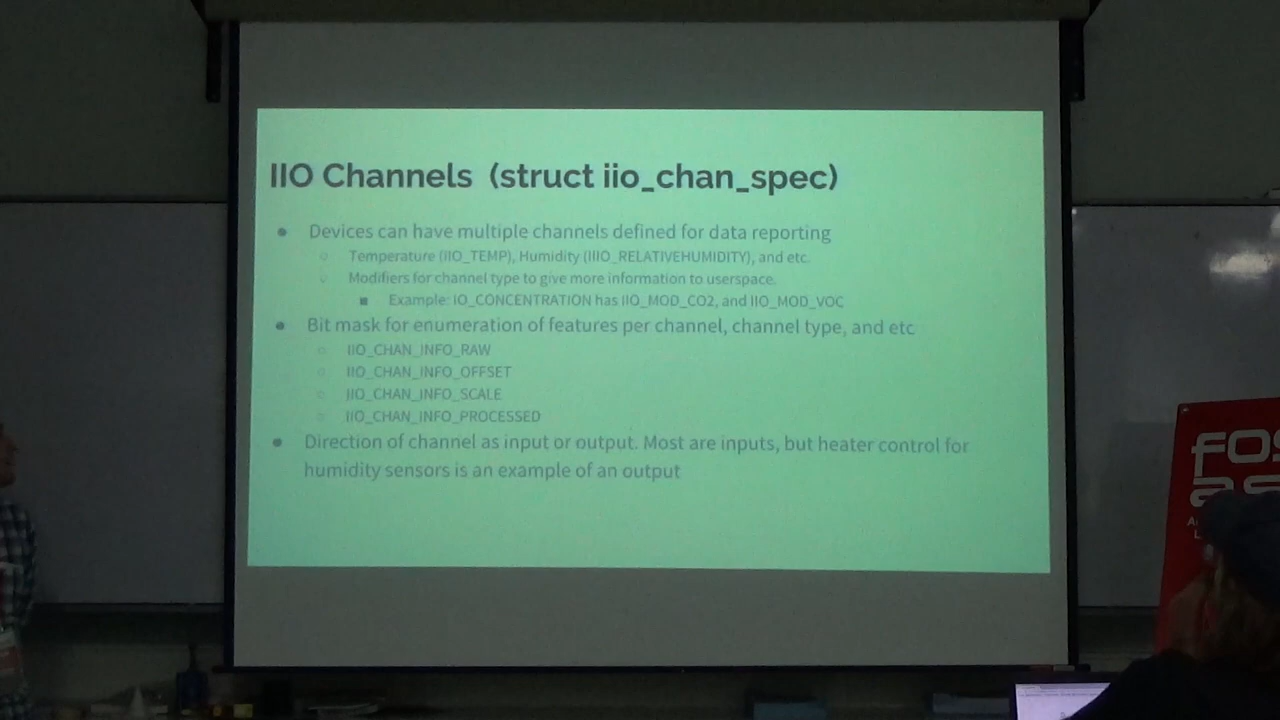 IIO Channels (struct iio_chan_spec)
● Devices can have multiple channels defined for data reporting
○ Temperature (IIO_TEMP), Humidity (IIIO_RELATIVEHUMIDITY), and etc.
○ Modifiers for channel type to give more information to userspace.
■ Example: IO_CONCENTRATION has IIO_MOD_CO2, and IIO_MOD_VOC
● Bit mask for enumeration of features per channel, channel type, and etc
○ IIO_CHAN_INFO_RAW
○ IIO_CHAN_INFO_OFFSET
○ IIO_CHAN_INFO_SCALE
○ IIO_CHAN_INFO_PROCESSED
● Direction of channel as input or output. Most are inputs, but heater control for
humidity sensors is an example of an output
FOS